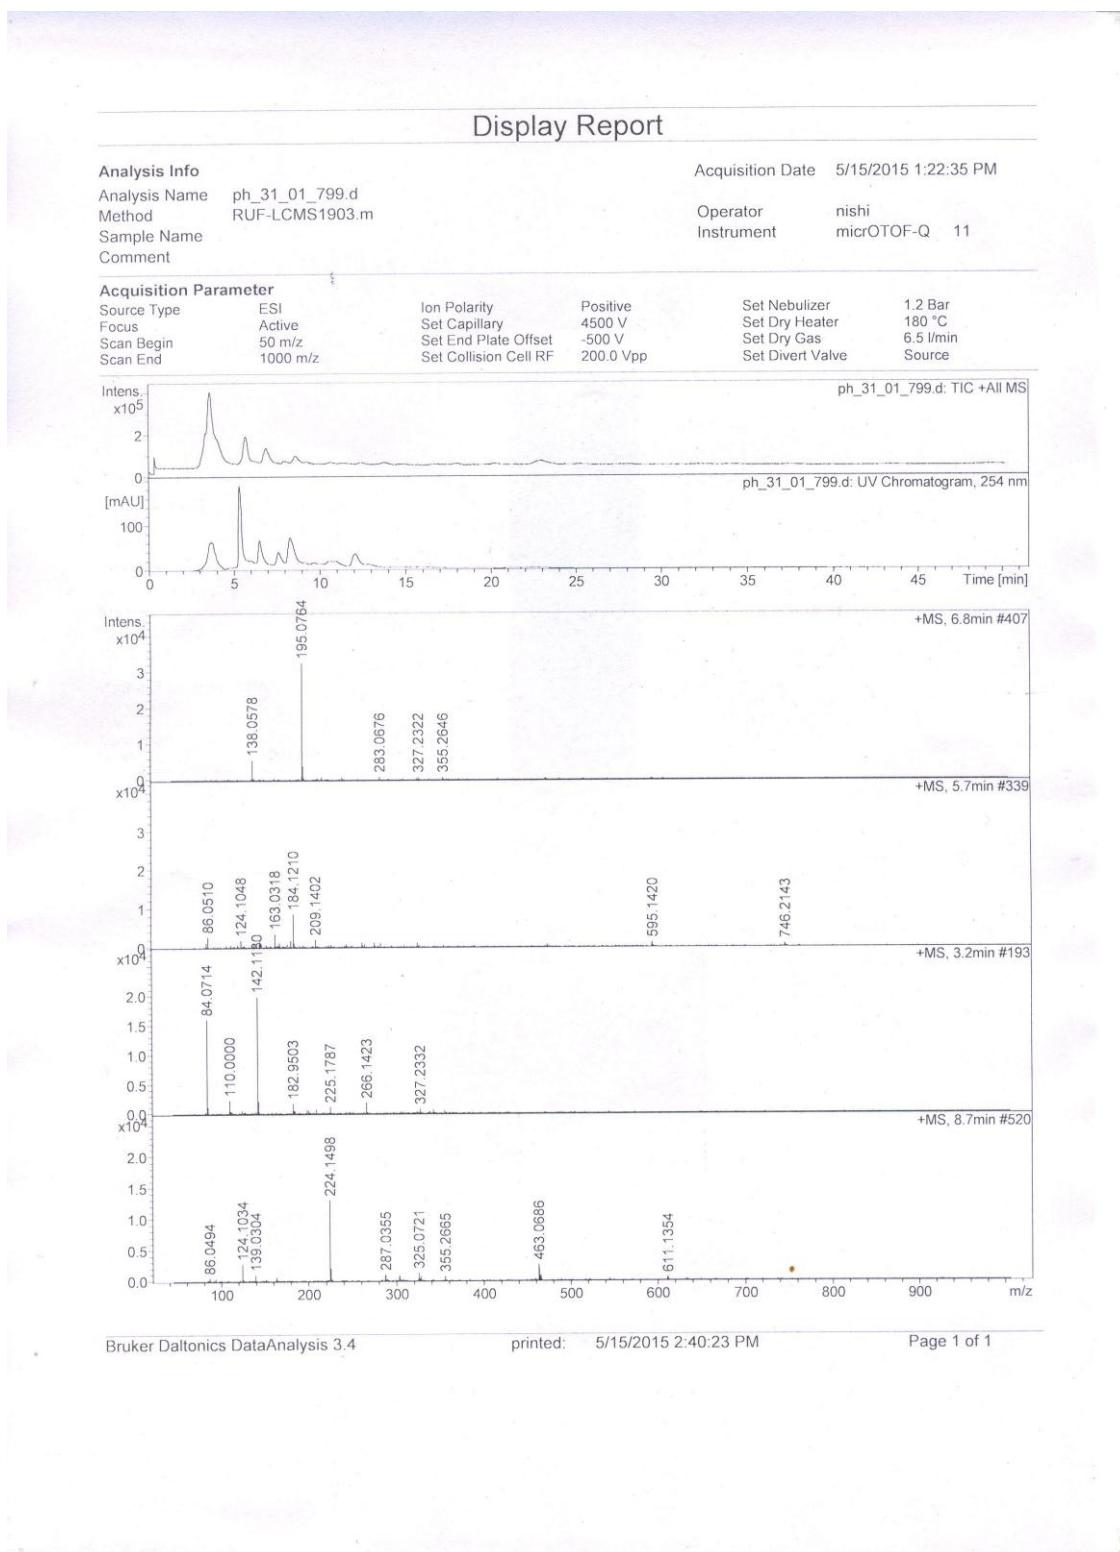 Display Report
Analysis Info
Acquisition Date 5/15/2015 1:22:35 PM
Analysis Name ph_31_01_799.d
Method RUF-LCMS1903.m
Operator nishi
Sample Name
Instrument micrOTOF-Q 11
Comment
Acquisition Parameter
Source Type ESI Ion Polarity Positive Set Nebulizer 1.2 Bar
Focus Active Set Capillary 4500 V Set Dry Heater 180 °C
Scan Begin 50 m/z Set End Plate Offset -500 V Set Dry Gas 6.5 l/min
Scan End 1000 m/z Set Collision Cell RF 200.0 Vpp Set Divert Valve Source
Intens.
x10⁵
ph_31_01_799.d: TIC +All MS
2
0
ph_31_01_799.d: UV Chromatogram, 254 nm
[mAU]
100
0
0 5 10 15 20 25 30 35 40 45 Time [min]
Intens.
x10⁴
+MS, 6.8min #407
3
2
1
0
138.0578
195.0764
283.0676
327.2322
355.2646
x10⁴
+MS, 5.7min #339
3
2
1
0
86.0510
124.1048
163.0318
184.1210
209.1402
595.1420
746.2143
x10⁴
+MS, 3.2min #193
2.0
1.5
1.0
0.5
0.0
84.0714
110.0000
142.1180
182.9503
225.1787
266.1423
327.2332
x10⁴
+MS, 8.7min #520
2.0
1.5
1.0
0.5
0.0
86.0494
124.1034
139.0304
224.1498
287.0355
325.0721
355.2665
463.0686
611.1354
100 200 300 400 500 600 700 800 900 m/z
Bruker Daltonics DataAnalysis 3.4 printed: 5/15/2015 2:40:23 PM Page 1 of 1